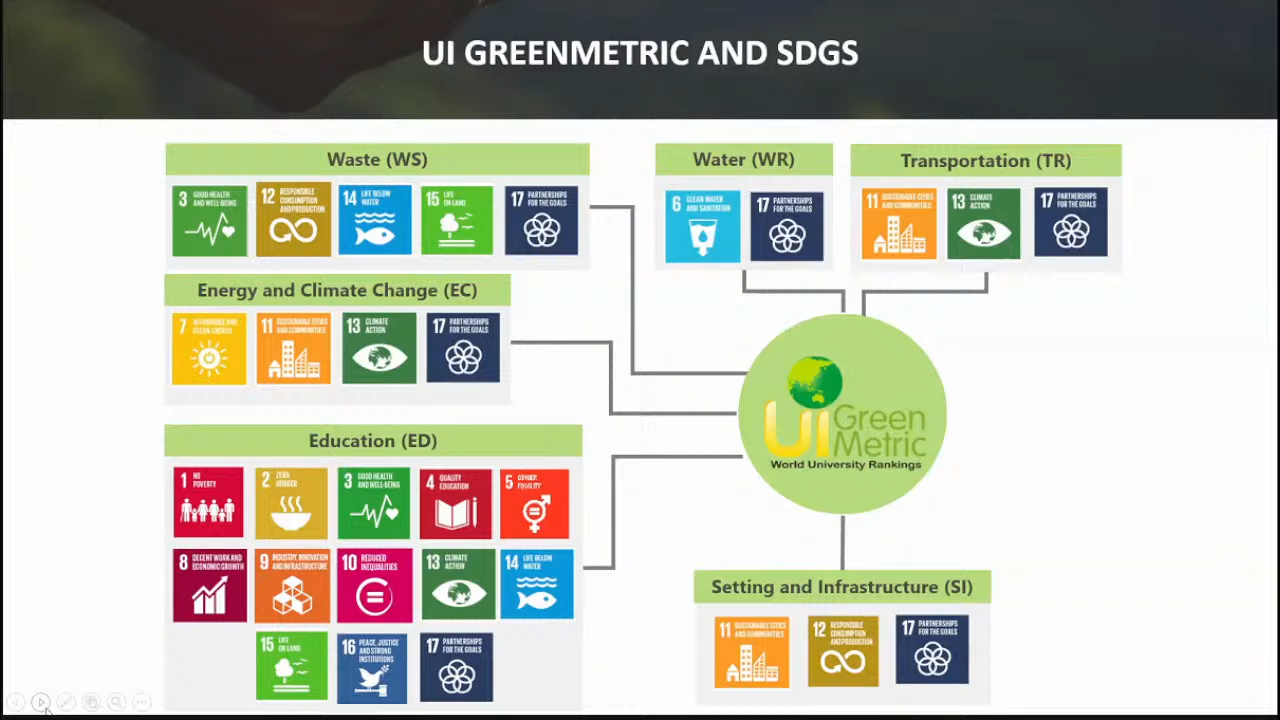 UI GREENMETRIC AND SDGS
Waste (WS)
3 GOOD HEALTH
AND WELL-BEING
12 RESPONSIBLE
CONSUMPTION
AND PRODUCTION
14 LIFE BELOW
WATER
15 LIFE
ON LAND
17 PARTNERSHIPS
FOR THE GOALS
Water (WR)
6 CLEAN WATER
AND SANITATION
17 PARTNERSHIPS
FOR THE GOALS
Transportation (TR)
11 SUSTAINABLE CITIES
AND COMMUNITIES
13 CLIMATE
ACTION
17 PARTNERSHIPS
FOR THE GOALS
Energy and Climate Change (EC)
7 AFFORDABLE AND
CLEAN ENERGY
11 SUSTAINABLE CITIES
AND COMMUNITIES
13 CLIMATE
ACTION
17 PARTNERSHIPS
FOR THE GOALS
UI Green
Metric
World University Rankings
Education (ED)
1 NO
POVERTY
2 ZERO
HUNGER
3 GOOD HEALTH
AND WELL-BEING
4 QUALITY
EDUCATION
5 GENDER
EQUALITY
8 DECENT WORK AND
ECONOMIC GROWTH
9 INDUSTRY, INNOVATION
AND INFRASTRUCTURE
10 REDUCED
INEQUALITIES
13 CLIMATE
ACTION
14 LIFE BELOW
WATER
15 LIFE
ON LAND
16 PEACE, JUSTICE
AND STRONG
INSTITUTIONS
17 PARTNERSHIPS
FOR THE GOALS
Setting and Infrastructure (SI)
11 SUSTAINABLE CITIES
AND COMMUNITIES
12 RESPONSIBLE
CONSUMPTION
AND PRODUCTION
17 PARTNERSHIPS
FOR THE GOALS